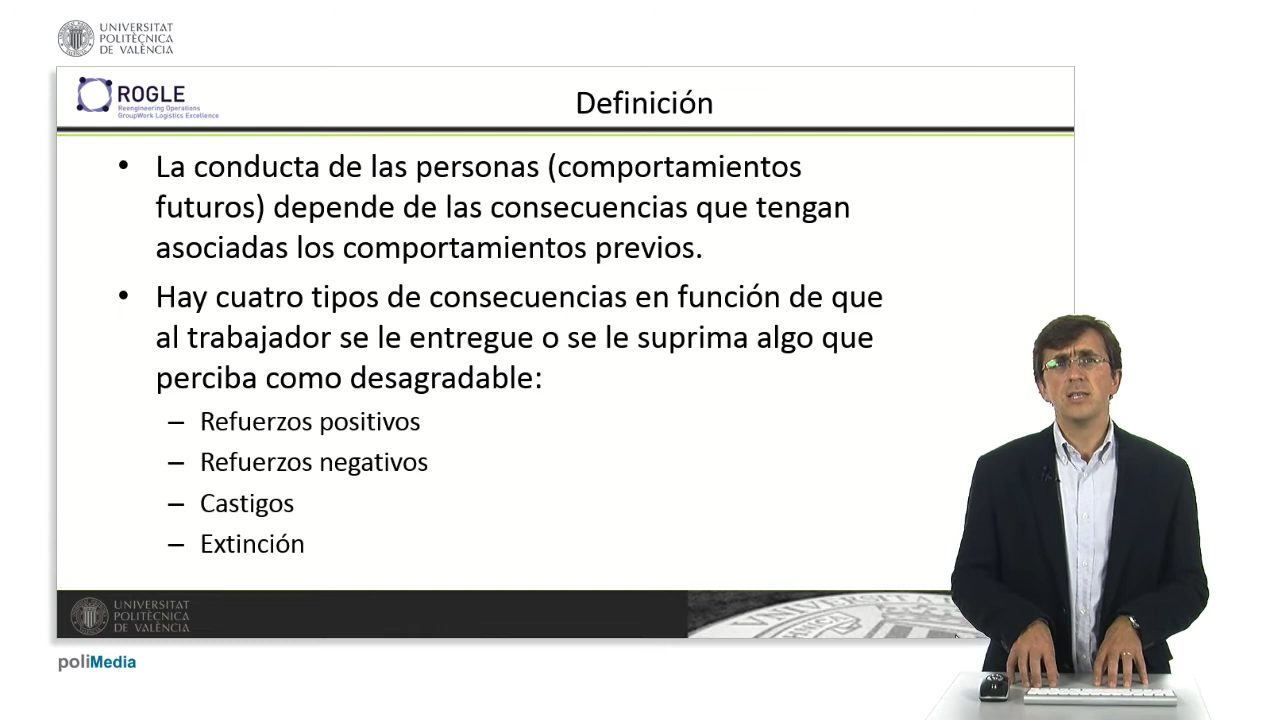 UNIVERSITAT
POLITÈCNICA
DE VALÈNCIA
ROGLE
Reengineering Operations
GroupWork Logistics Excellence
Definición
• La conducta de las personas (comportamientos
futuros) depende de las consecuencias que tengan
asociadas los comportamientos previos.
• Hay cuatro tipos de consecuencias en función de que
al trabajador se le entregue o se le suprima algo que
perciba como desagradable:
– Refuerzos positivos
– Refuerzos negativos
– Castigos
– Extinción
UNIVERSITAT
POLITÈCNICA
DE VALÈNCIA
poliMedia